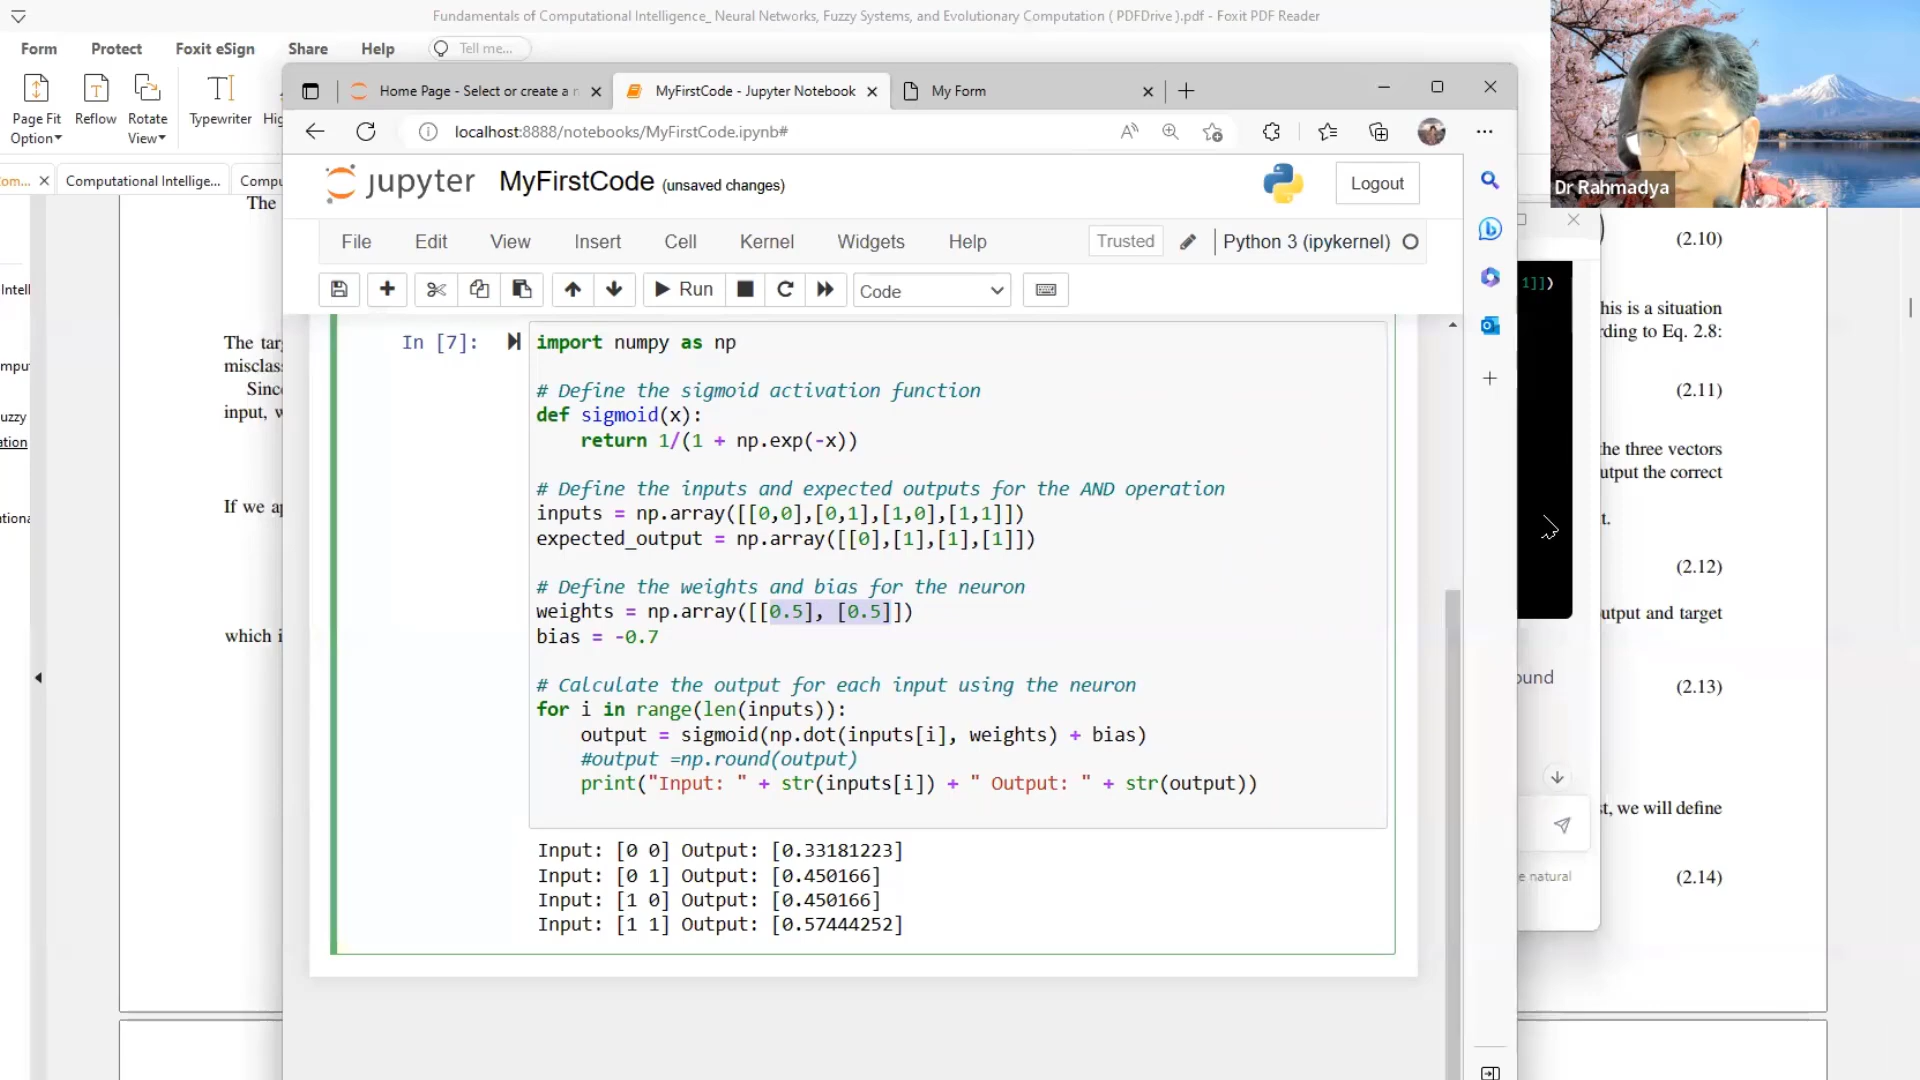 Fundamentals of Computational Intelligence_ Neural Networks, Fuzzy Systems, and Evolutionary Computation ( PDFDrive ).pdf - Foxit PDF Reader
Form Protect Foxit eSign Share Help Tell me...
Page Fit Option
Reflow
Rotate View
Typewriter
Computational Intellige...
Home Page - Select or create a
MyFirstCode - Jupyter Notebook
My Form
localhost:8888/notebooks/MyFirstCode.ipynb#
Dr Rahmadya
jupyter MyFirstCode (unsaved changes)
Logout
File Edit View Insert Cell Kernel Widgets Help
Trusted
Python 3 (ipykernel)
Run
Code
In [7]:
import numpy as np
# Define the sigmoid activation function
def sigmoid(x):
    return 1/(1 + np.exp(-x))
# Define the inputs and expected outputs for the AND operation
inputs = np.array([[0,0],[0,1],[1,0],[1,1]])
expected_output = np.array([[0],[1],[1],[1]])
# Define the weights and bias for the neuron
weights = np.array([[0.5], [0.5]])
bias = -0.7
# Calculate the output for each input using the neuron
for i in range(len(inputs)):
    output = sigmoid(np.dot(inputs[i], weights) + bias)
    #output =np.round(output)
    print("Input: " + str(inputs[i]) + " Output: " + str(output))
Input: [0 0] Output: [0.33181223]
Input: [0 1] Output: [0.450166]
Input: [1 0] Output: [0.450166]
Input: [1 1] Output: [0.57444252]
The
The tar
misclas
Since
input, w
If we ap
which i
(2.10)
1]])
his is a situation
rding to Eq. 2.8:
(2.11)
the three vectors
utput the correct
t.
(2.12)
utput and target
(2.13)
ound
st, we will define
e natural
(2.14)